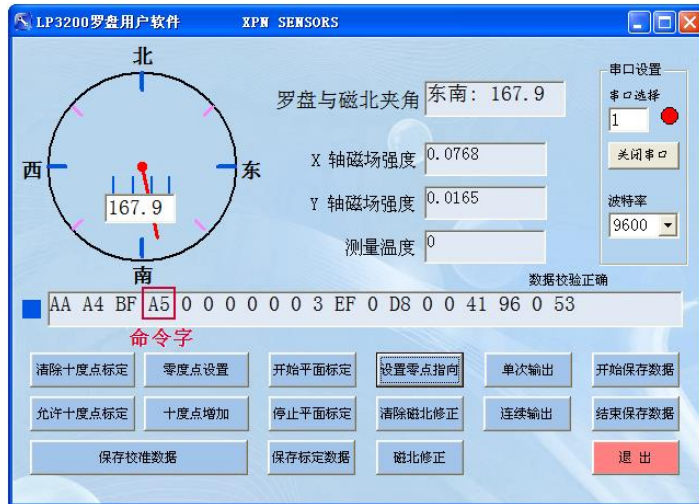 LP3200罗盘用户软件 XPN SENSORS
北
西
东
南
167.9
罗盘与磁北夹角 东南: 167.9
X 轴磁场强度 0.0768
Y 轴磁场强度 0.0165
测量温度 0
串口设置
串口选择
1
关闭串口
波特率
9600
数据校验正确
AA A4 BF A5 0 0 0 0 0 0 3 EF 0 D8 0 0 41 96 0 53
命令字
清除十度点标定 零度点设置 开始平面标定 设置零点指向 单次输出 开始保存数据
允许十度点标定 十度点增加 停止平面标定 清除磁北修正 连续输出 结束保存数据
保存校准数据 保存标定数据 磁北修正 退 出